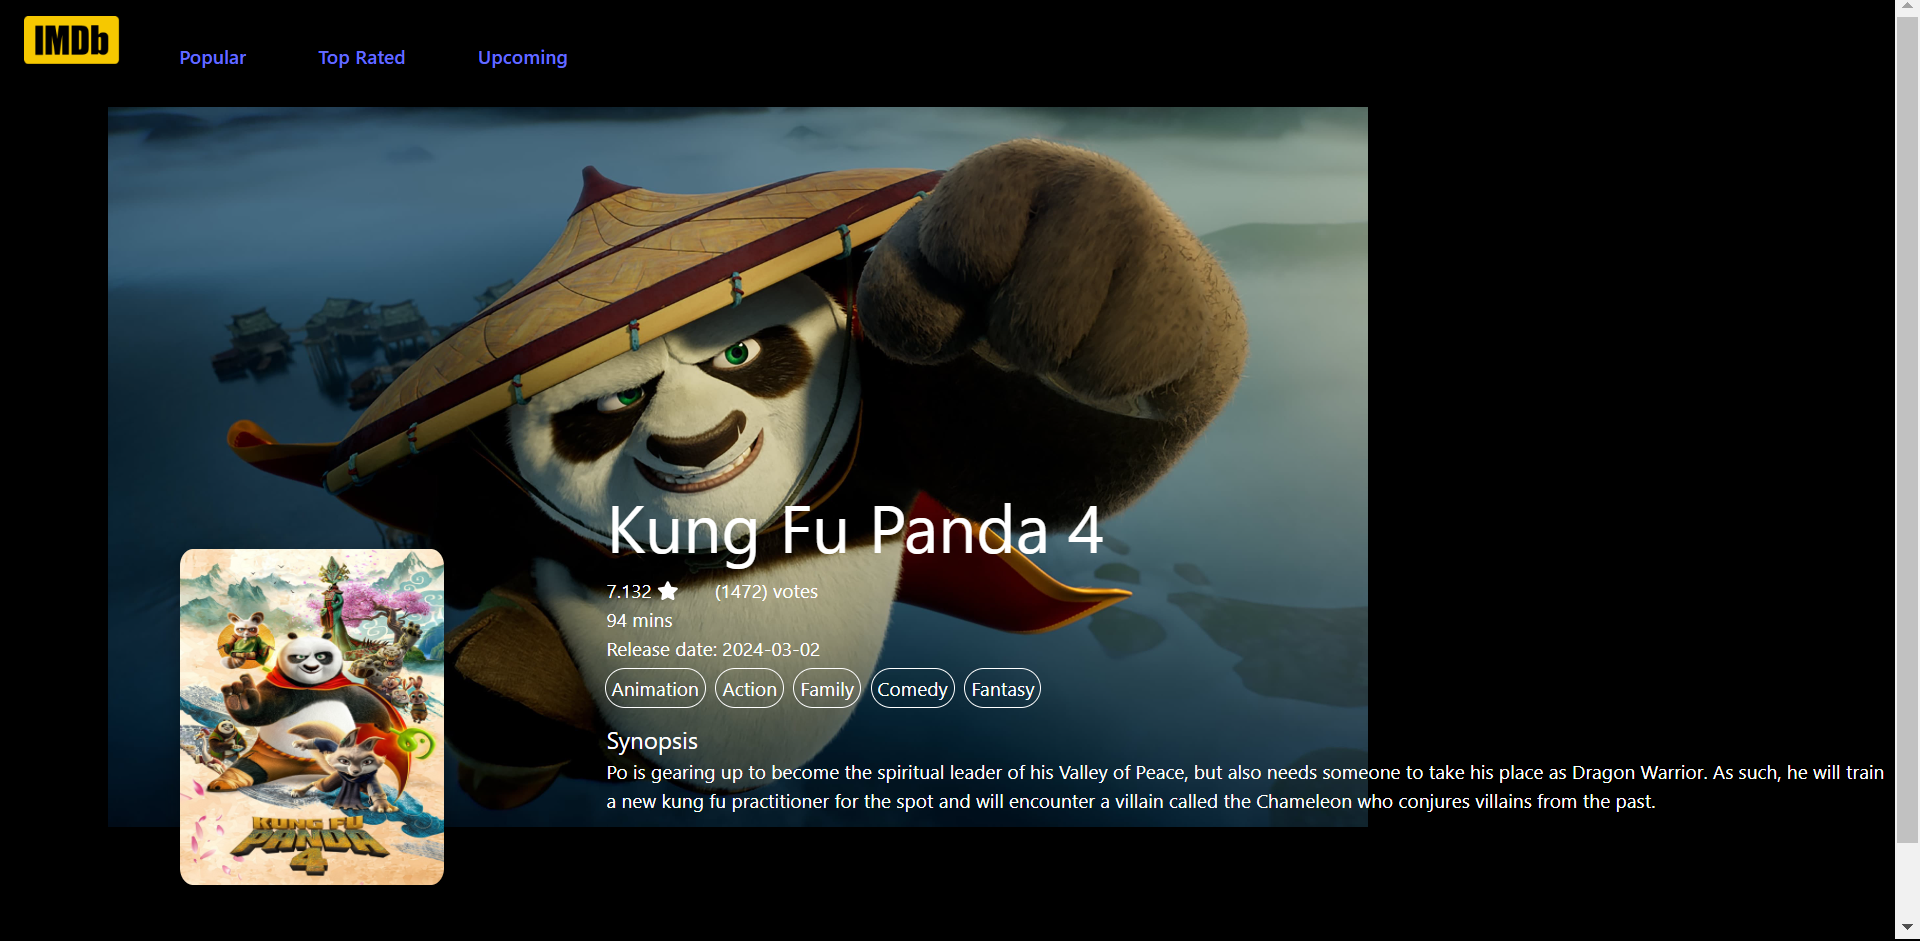 IMDb
Popular
Top Rated
Upcoming
Kung Fu Panda 4
7.132 (1472) votes
94 mins
Release date: 2024-03-02
Animation
Action
Family
Comedy
Fantasy
Synopsis
Po is gearing up to become the spiritual leader of his Valley of Peace, but also needs someone to take his place as Dragon Warrior. As such, he will train
a new kung fu practitioner for the spot and will encounter a villain called the Chameleon who conjures villains from the past.
KUNG FU
PANDA
4